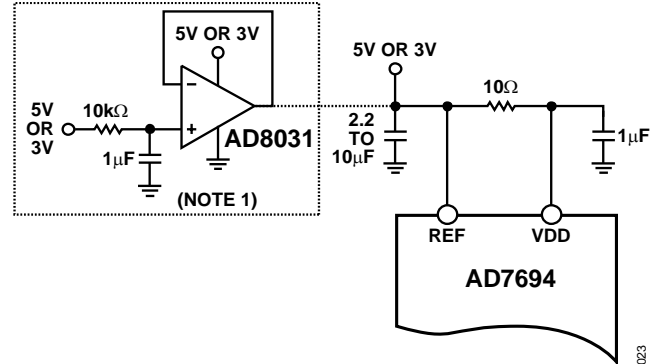 5V OR 3V
5V
OR
3V
10kΩ
1μF
AD8031
(NOTE 1)
5V OR 3V
10Ω
2.2
TO
10μF
1μF
REF
VDD
AD7694
023